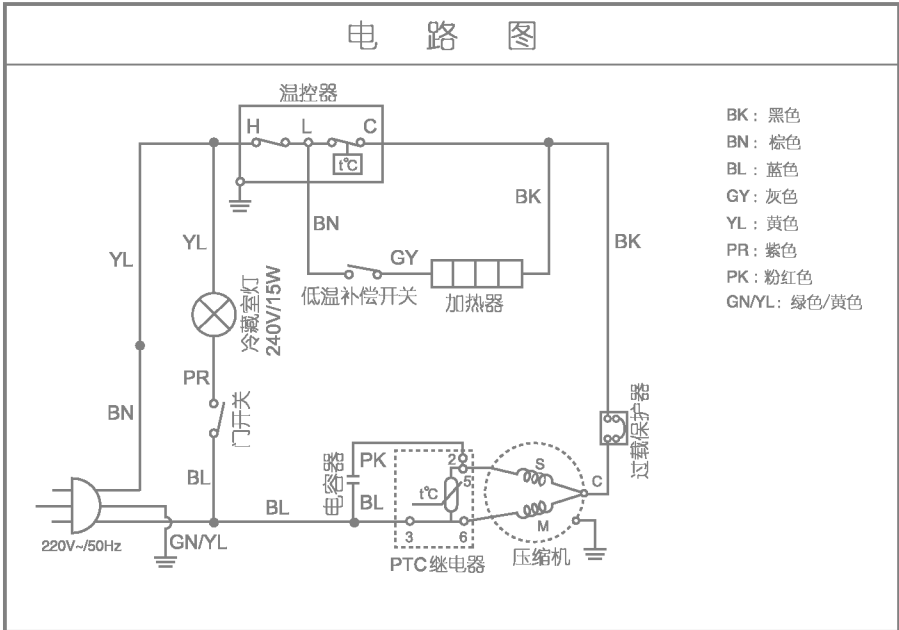 电 路 图
温控器
H L C
t°C
BK
BN
YL
YL
GY
BK
低温补偿开关
加热器
冷藏室灯
240V/15W
PR
门开关
BN
BL
BL
GN/YL
220V~/50Hz
电容器
PK
BL
2
5
t°C
3
6
PTC继电器
S
M
C
压缩机
过载保护器
BK：黑色
BN：棕色
BL：蓝色
GY：灰色
YL：黄色
PR：紫色
PK：粉红色
GN/YL：绿色/黄色